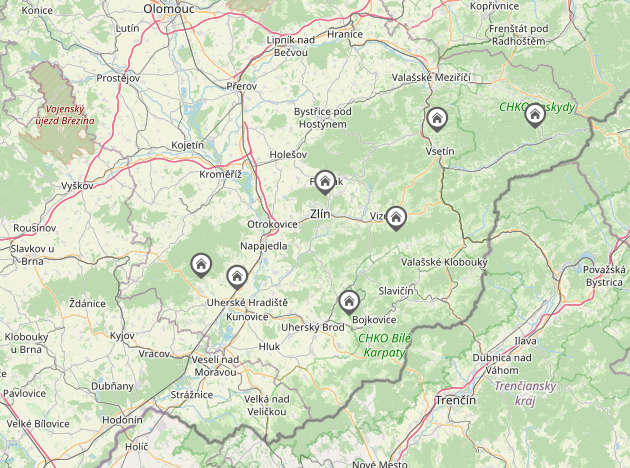 Konice
Olomouc
Kopřivnice
Lutín
Hranice
Frenštát pod
Radhoštěm
Lipník nad
Bečvou
Prostějov
Přerov
Valašské Meziříčí
Vojenský
újezd Březina
Bystřice pod
Hostýnem
CHKO
Kojetín
Holešov
Vsetín
Kroměříž
Vyškov
Zlín
Rousínov
Otrokovice
Napajedla
Slavkov u
Brna
Valašské Klobouky
Považská
Bystrica
Ždánice
Uherské Hradiště
Kunovice
Slavičín
Bojkovice
Uherský Brod
Klobouky
u Brna
Kyjov
CHKO Bílé
Karpaty
Ilava
Vracov
Hluk
Veselí nad
Moravou
Dubnica nad
Váhom
Dubňany
Trenčiansky
kraj
Pavlovice
Strážnice
Velká nad
Veličkou
Trenčín
Velké Bílovice
Hodonín
Holíč
Nové Mesto